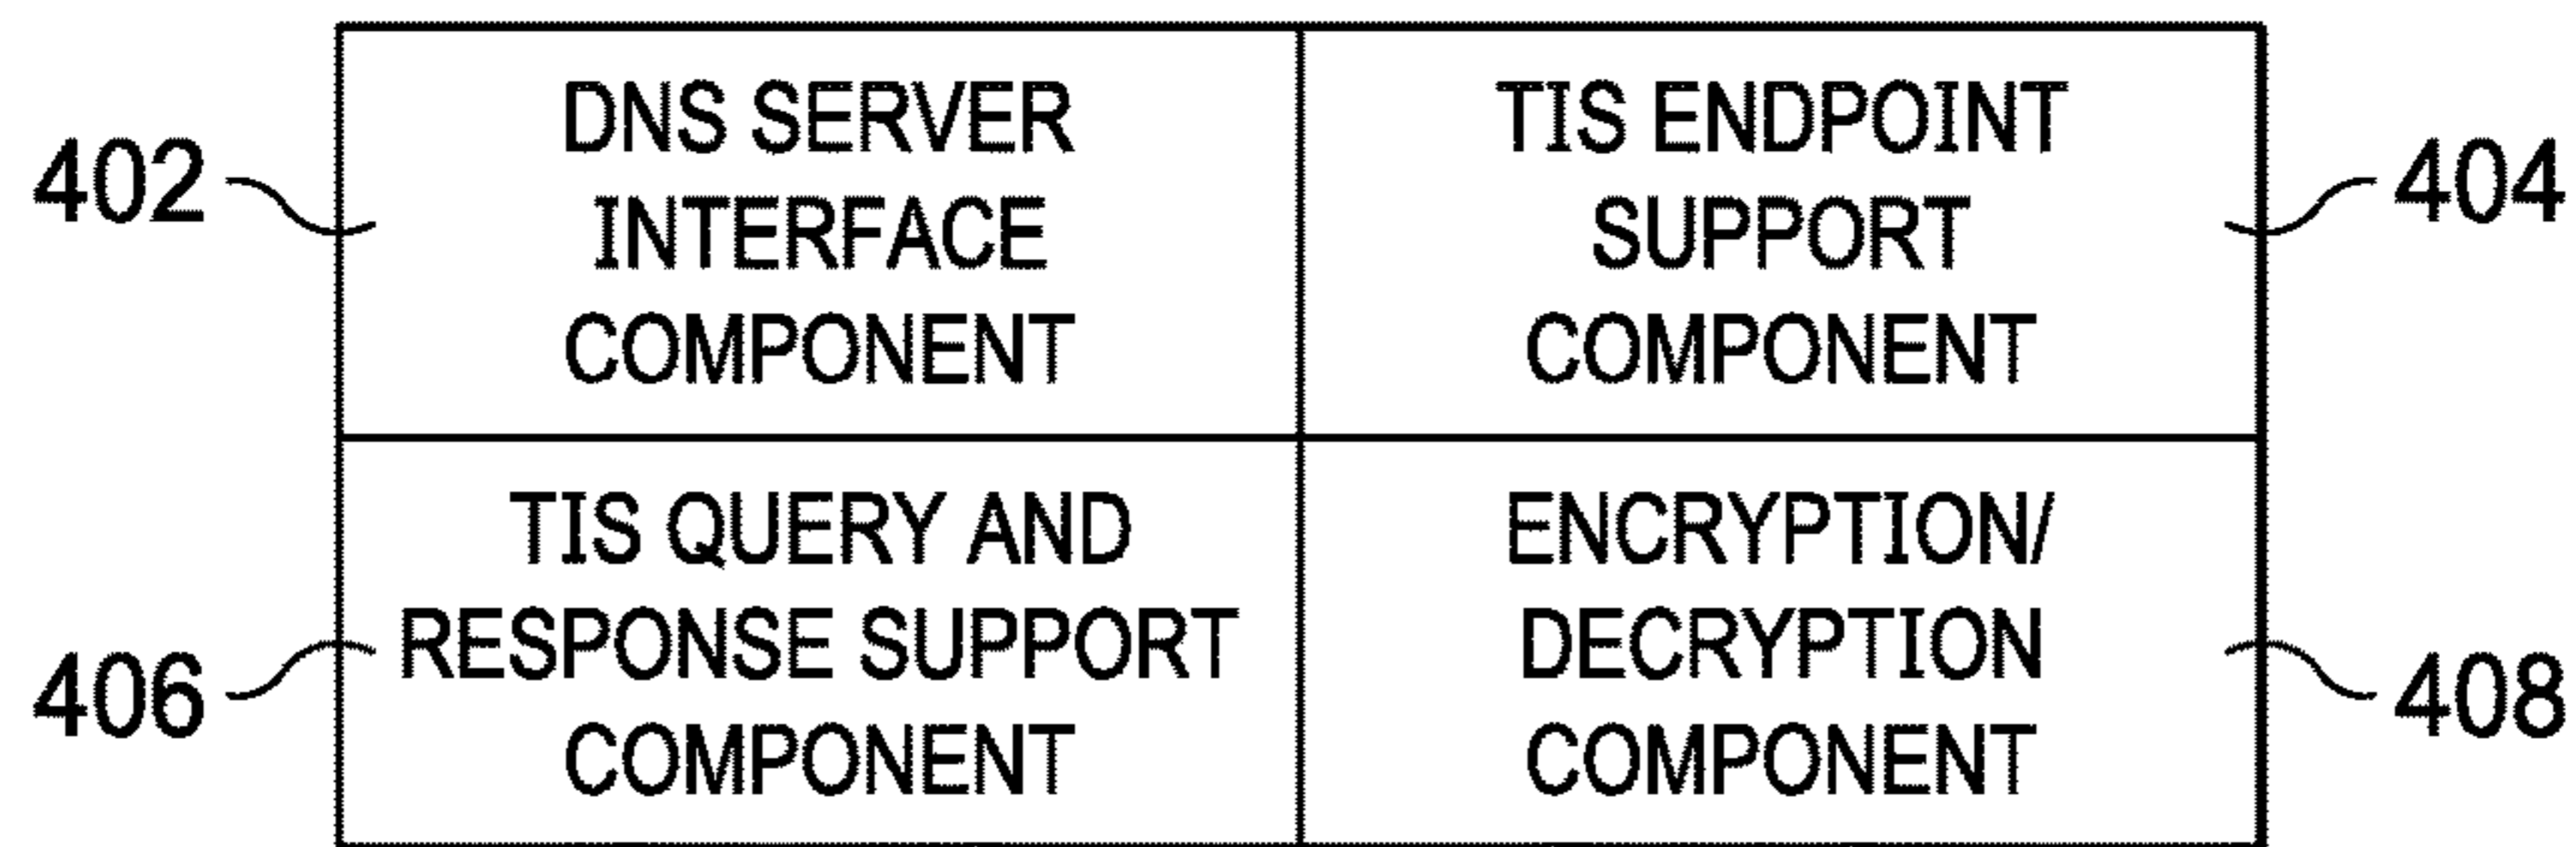 402
DNS SERVER
INTERFACE
COMPONENT
TIS ENDPOINT
SUPPORT
COMPONENT
404
406
TIS QUERY AND
RESPONSE SUPPORT
COMPONENT
ENCRYPTION/
DECRYPTION
COMPONENT
408